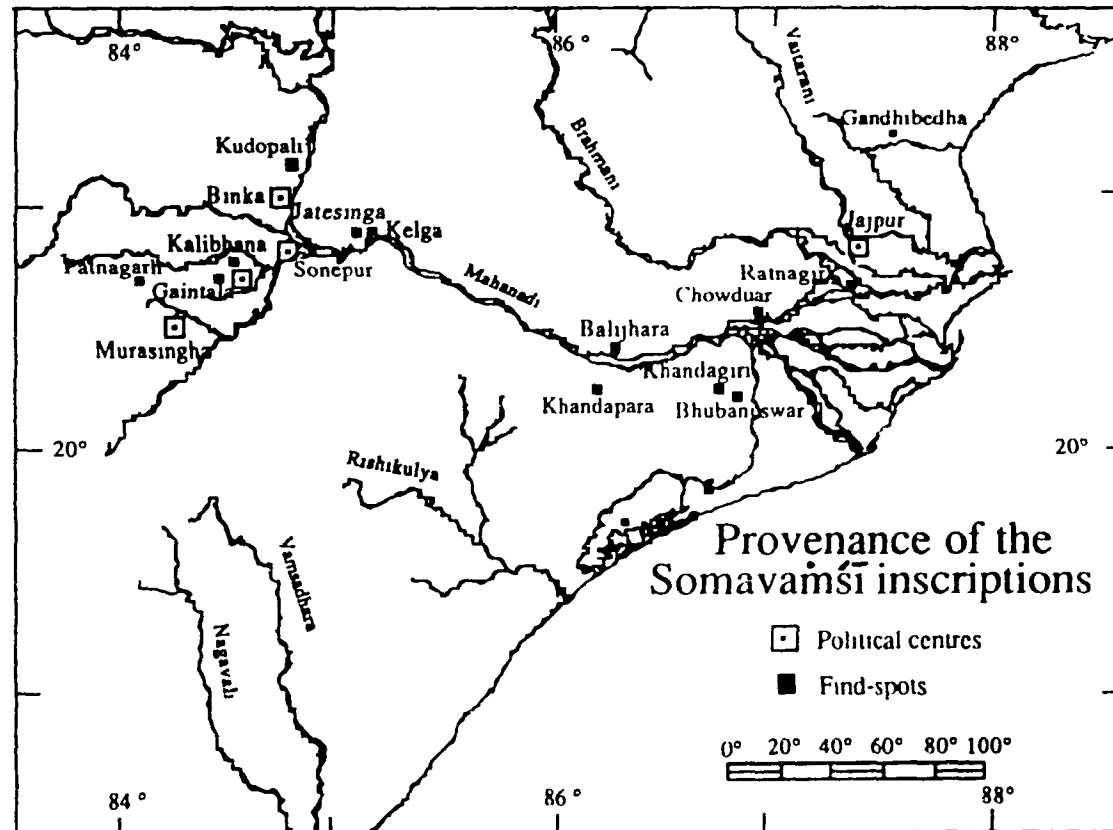 84°
86°
88°
Vaitarani
Gandhibedha
Kudopali
Brahmani
Binka
Jatesinga
Kelga
Jajpur
Kalibhana
Patnagarh
Sonepur
Gaintala
Ratnagiri
Mahanadi
Chowduar
Murasingha
Balijhara
Khandagiri
Khandapara
Bhubaneswar
20°
20°
Rishikulya
Provenance of the
Somavaṁśī inscriptions
Vamsadhara
Nagavali
Political centres
Find-spots
0° 20° 40° 60° 80° 100°
84°
86°
88°